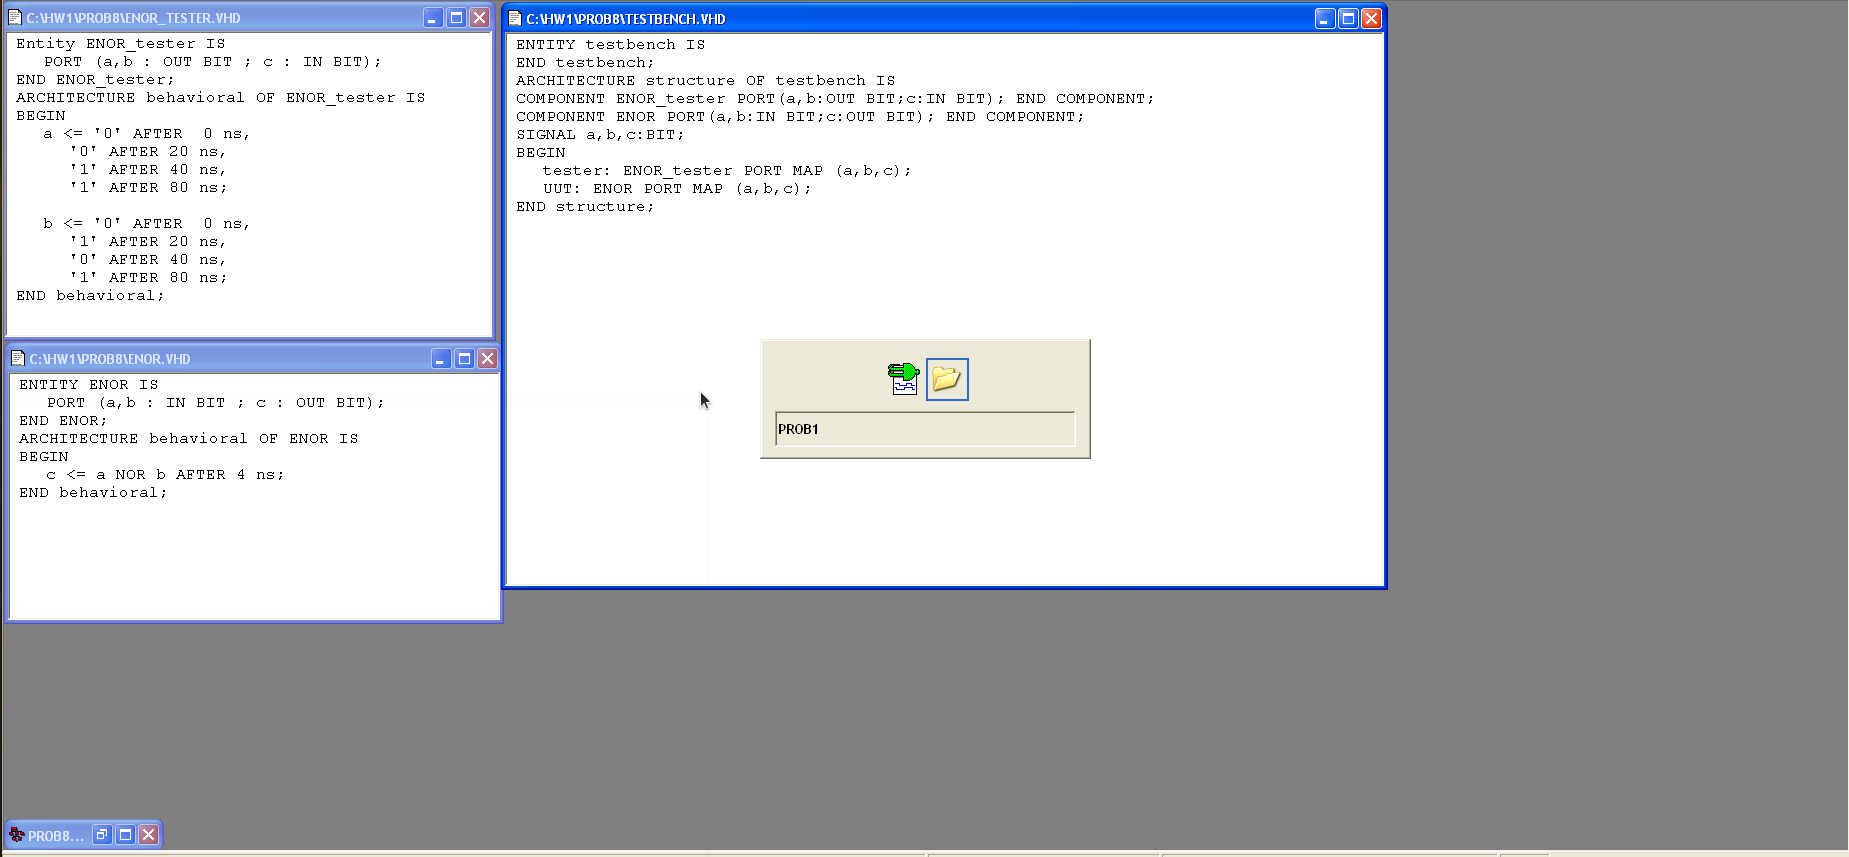 C:\HW1\PROB8\ENOR_TESTER.VHD
Entity ENOR_tester IS
PORT (a,b : OUT BIT ; c : IN BIT);
END ENOR_tester;
ARCHITECTURE behavioral OF ENOR_tester IS
BEGIN
a <= '0' AFTER  0 ns,
'0' AFTER 20 ns,
'1' AFTER 40 ns,
'1' AFTER 80 ns;
b <= '0' AFTER  0 ns,
'1' AFTER 20 ns,
'0' AFTER 40 ns,
'1' AFTER 80 ns;
END behavioral;
C:\HW1\PROB8\ENOR.VHD
ENTITY ENOR IS
PORT (a,b : IN BIT ; c : OUT BIT);
END ENOR;
ARCHITECTURE behavioral OF ENOR IS
BEGIN
c <= a NOR b AFTER 4 ns;
END behavioral;
C:\HW1\PROB8\TESTBENCH.VHD
ENTITY testbench IS
END testbench;
ARCHITECTURE structure OF testbench IS
COMPONENT ENOR_tester PORT(a,b:OUT BIT;c:IN BIT); END COMPONENT;
COMPONENT ENOR PORT(a,b:IN BIT;c:OUT BIT); END COMPONENT;
SIGNAL a,b,c:BIT;
BEGIN
tester: ENOR_tester PORT MAP (a,b,c);
UUT: ENOR PORT MAP (a,b,c);
END structure;
PROB1
PROB8...